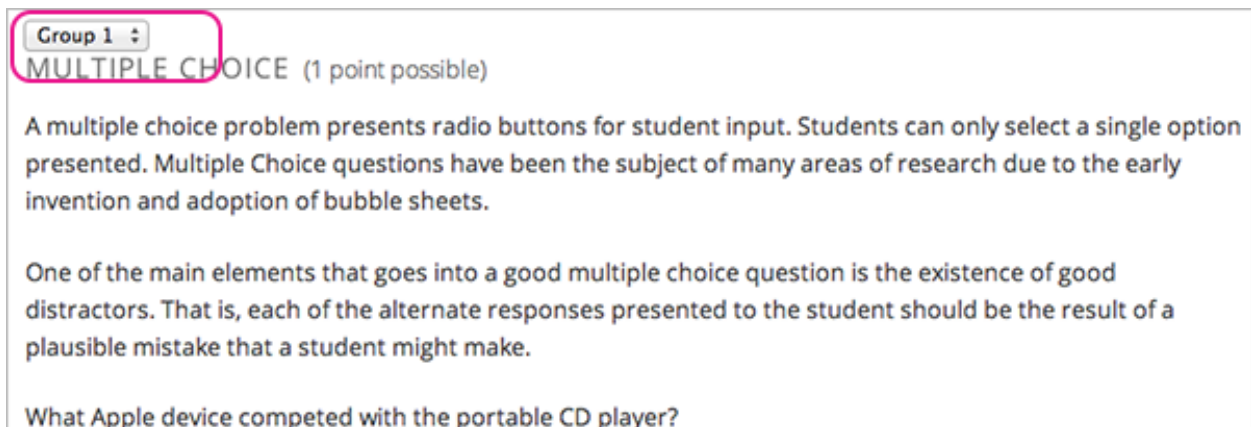 Group 1
MULTIPLE CHOICE (1 point possible)
A multiple choice problem presents radio buttons for student input. Students can only select a single option
presented. Multiple Choice questions have been the subject of many areas of research due to the early
invention and adoption of bubble sheets.
One of the main elements that goes into a good multiple choice question is the existence of good
distractors. That is, each of the alternate responses presented to the student should be the result of a
plausible mistake that a student might make.
What Apple device competed with the portable CD player?